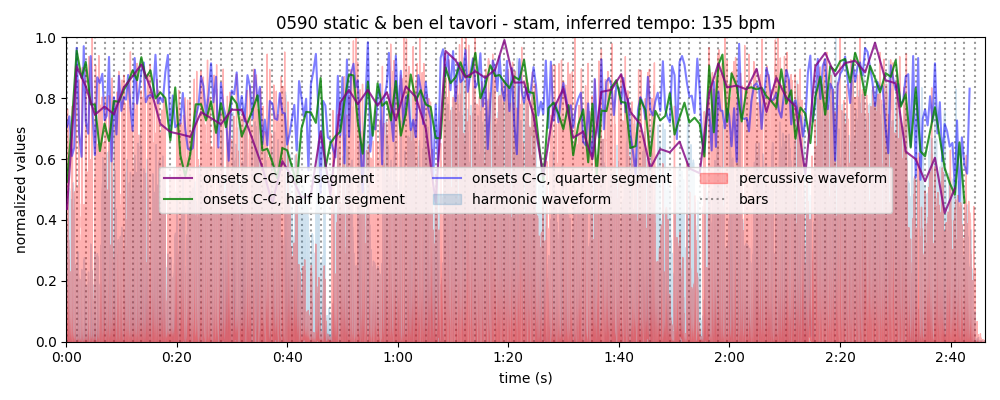 0590 static & ben el tavori - stam, inferred tempo: 135 bpm
normalized values
1.0
0.8
0.6
0.4
0.2
0.0
onsets C-C, bar segment
onsets C-C, half bar segment
onsets C-C, quarter segment
harmonic waveform
percussive waveform
bars
0:00 0:20 0:40 1:00 1:20 1:40 2:00 2:20 2:40
time (s)